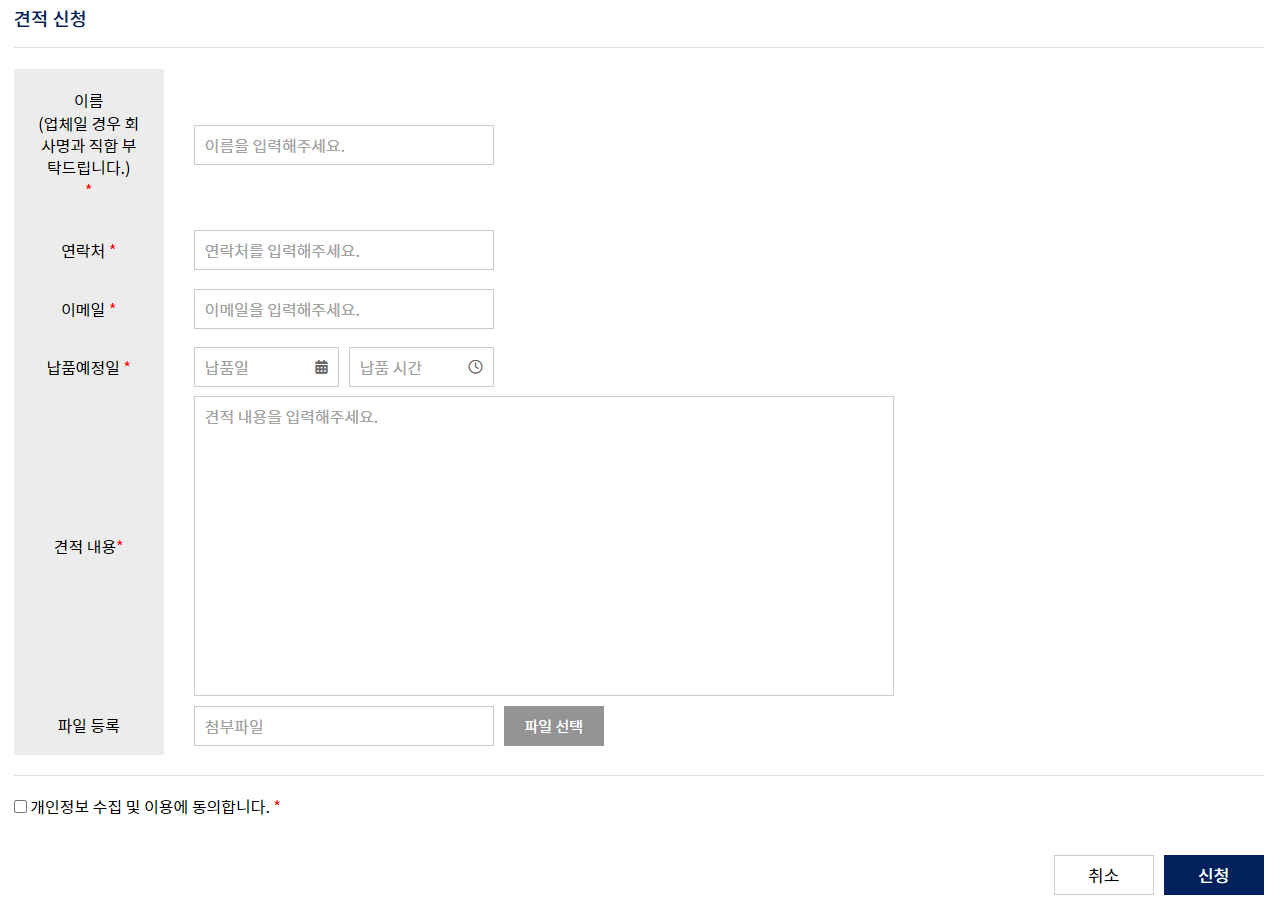 견적 신청
이름
(업체일 경우 회
사명과 직함 부
탁드립니다.)
*
이름을 입력해주세요.
연락처 *
연락처를 입력해주세요.
이메일 *
이메일을 입력해주세요.
납품예정일 *
납품일
납품 시간
견적 내용*
견적 내용을 입력해주세요.
파일 등록
첨부파일
파일 선택
개인정보 수집 및 이용에 동의합니다. *
취소
신청